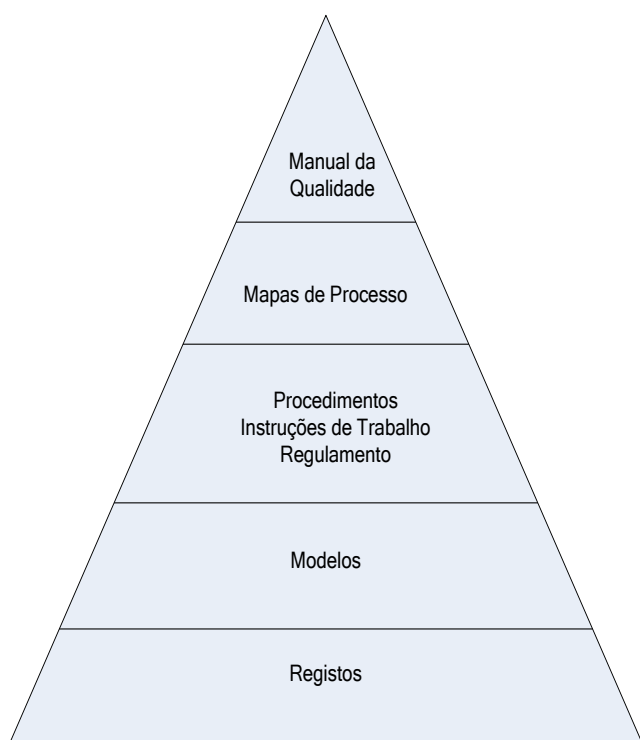 Manual da
Qualidade
Mapas de Processo
Procedimentos
Instruções de Trabalho
Regulamento
Modelos
Registos